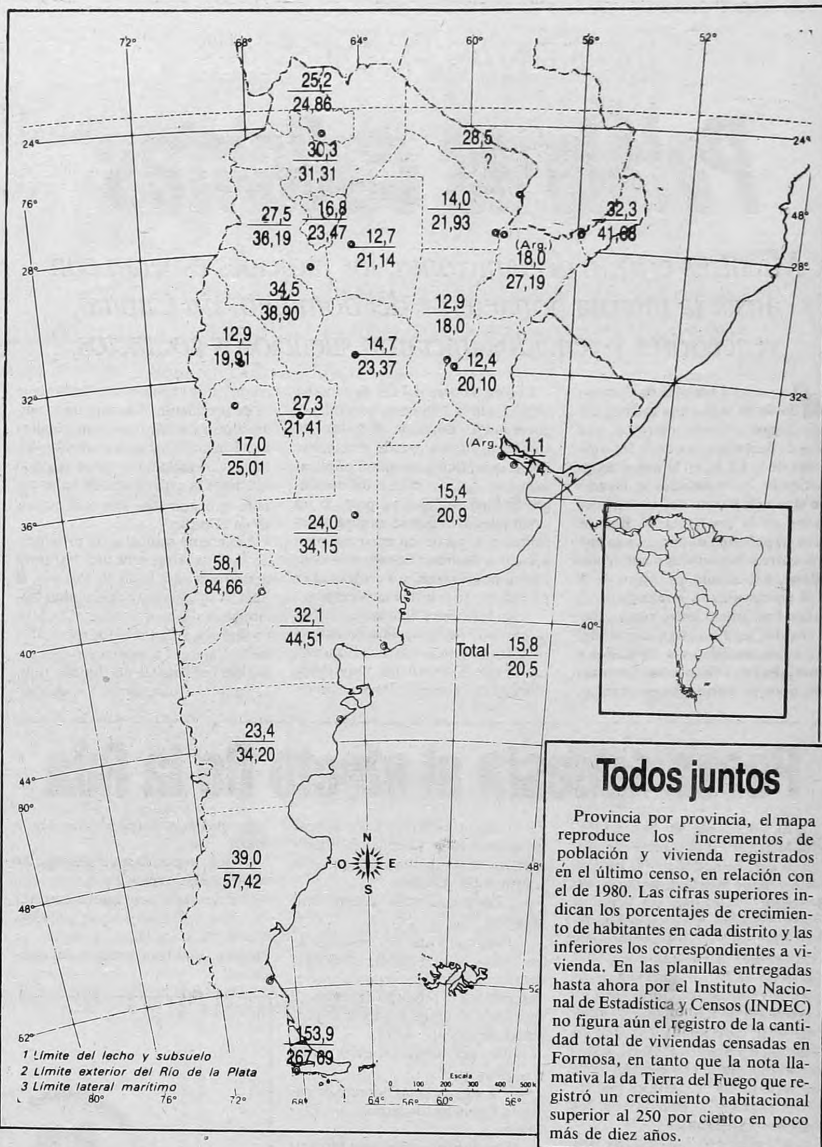 72°
68°
64°
60°
56°
52°
25,2
24,86
24°
24°
30,3
31,31
28,5
?
76°
27,5
36,19
16,8
23,47
14,0
21,93
32,3
48°
12,7
21,14
(Arg.)
18,0
27,19
28°
28°
34,5
38,90
12,9
18,0
12,9
19,91
14,7
23,37
12,4
20,10
32°
32°
27,3
21,41
17,0
25,01
(Arg.)
1,1
7,4
2
15,4
20,9
36°
24,0
34,15
58,1
84,66
32,1
44,51
40°
40°
Total
15,8
20,5
23,4
34,20
44°
80°
39,0
57,42
N
O
E
S
48°
48°
52°
153,9
1 Límite del lecho y subsuelo
2 Límite exterior del Río de la Plata
3 Límite lateral marítimo
Escala
0 100 200 300 400 500k
80°
76°
72°
68°
64°
60°
56°
Todos juntos
Provincia por provincia, el mapa
reproduce los incrementos de
población y vivienda registrados
en el último censo, en relación con
el de 1980. Las cifras superiores in-
dican los porcentajes de crecimien-
to de habitantes en cada distrito y las
inferiores los correspondientes a vi-
vienda. En las planillas entregadas
hasta ahora por el Instituto Nacio-
nal de Estadística y Censos (INDEC)
no figura aún el registro de la canti-
dad total de viviendas censadas en
Formosa, en tanto que la nota lla-
mativa la da Tierra del Fuego que re-
gistró un crecimiento habitacional
superior al 250 por ciento en poco
más de diez años.